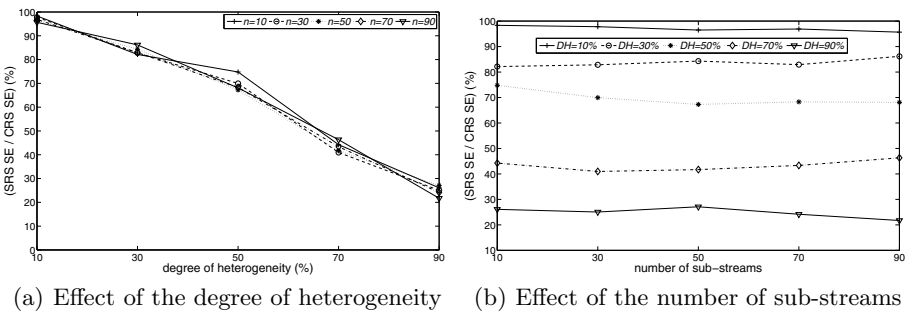 n=10 n=30 n=50 n=70 n=90
(SRS SE / CRS SE) (%)
100
90
80
70
60
50
40
30
20
10
0
10 30 50 70 90
degree of heterogeneity (%)
(a) Effect of the degree of heterogeneity
DH=10% DH=30% DH=50% DH=70% DH=90%
(SRS SE / CRS SE) (%)
100
90
80
70
60
50
40
30
20
10
10 30 50 70 90
number of sub−streams
(b) Effect of the number of sub-streams